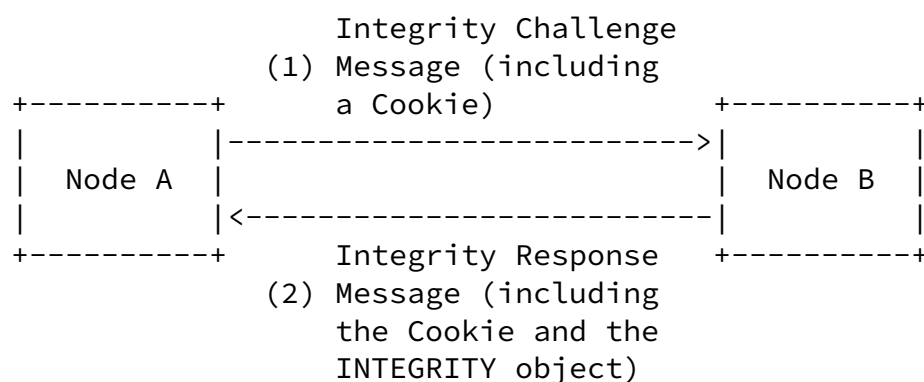 Integrity Challenge
(1) Message (including
a Cookie)
Node A
Node B
Integrity Response
(2) Message (including
the Cookie and the
INTEGRITY object)